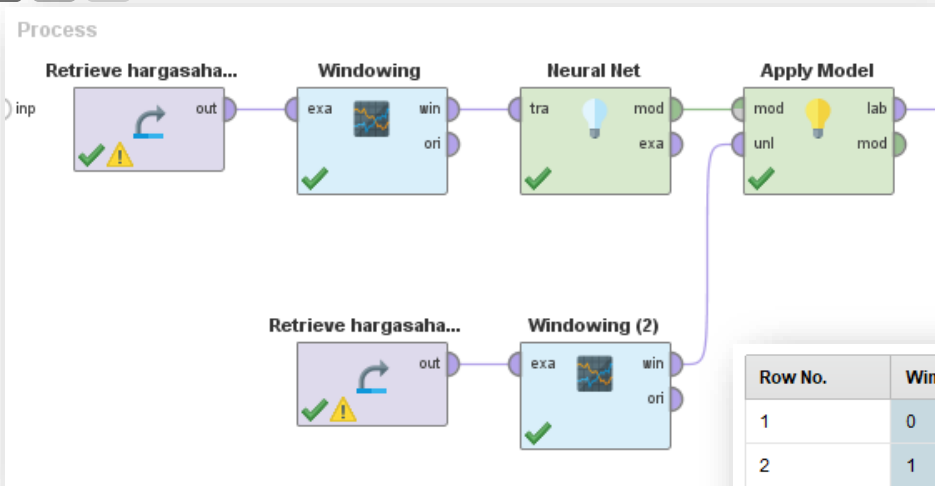 Process
Retrieve hargasaha...
Windowing
Neural Net
Apply Model
inp
out
exa
win
ori
tra
mod
exa
mod
unl
lab
mod
Retrieve hargasaha...
Windowing (2)
out
exa
win
ori
Row No.
Win
1
0
2
1